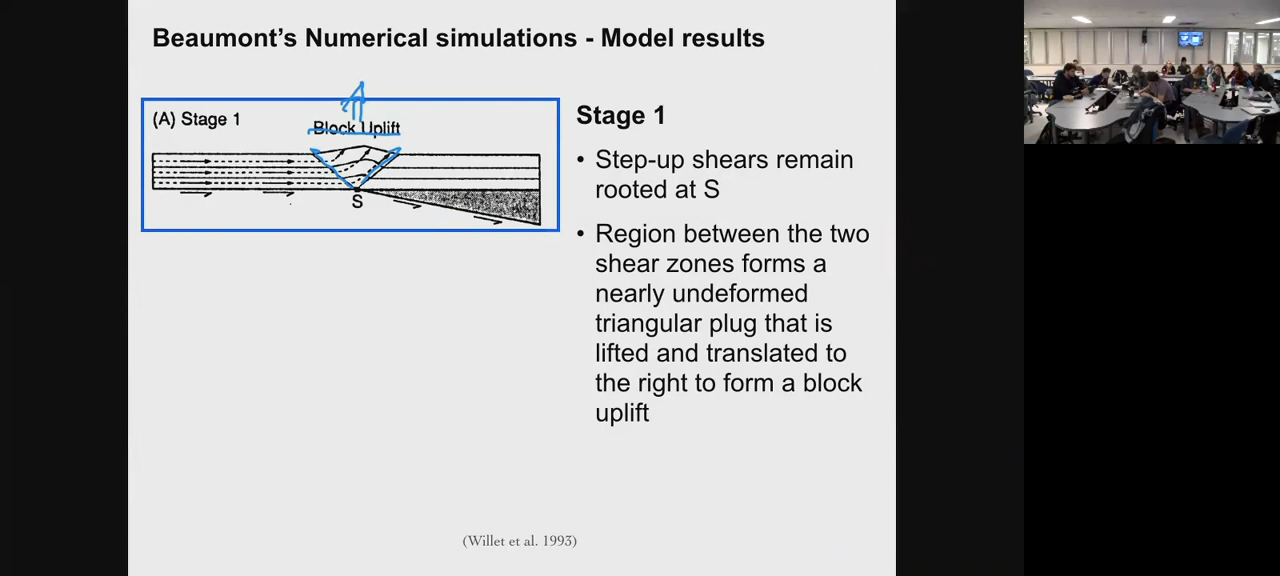 Beaumont's Numerical simulations - Model results
(A) Stage 1
Block Uplift
S
Stage 1
• Step-up shears remain
rooted at S
• Region between the two
shear zones forms a
nearly undeformed
triangular plug that is
lifted and translated to
the right to form a block
uplift
(Willet et al. 1993)